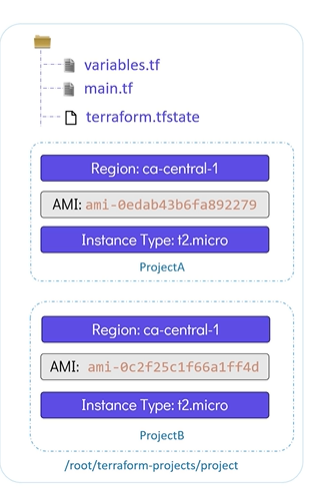 variables.tf
main.tf
terraform.tfstate
Region: ca-central-1
AMI: ami-0edab43b6fa892279
Instance Type: t2.micro
ProjectA
Region: ca-central-1
AMI: ami-0c2f25c1f66a1ff4d
Instance Type: t2.micro
ProjectB
/root/terraform-projects/project